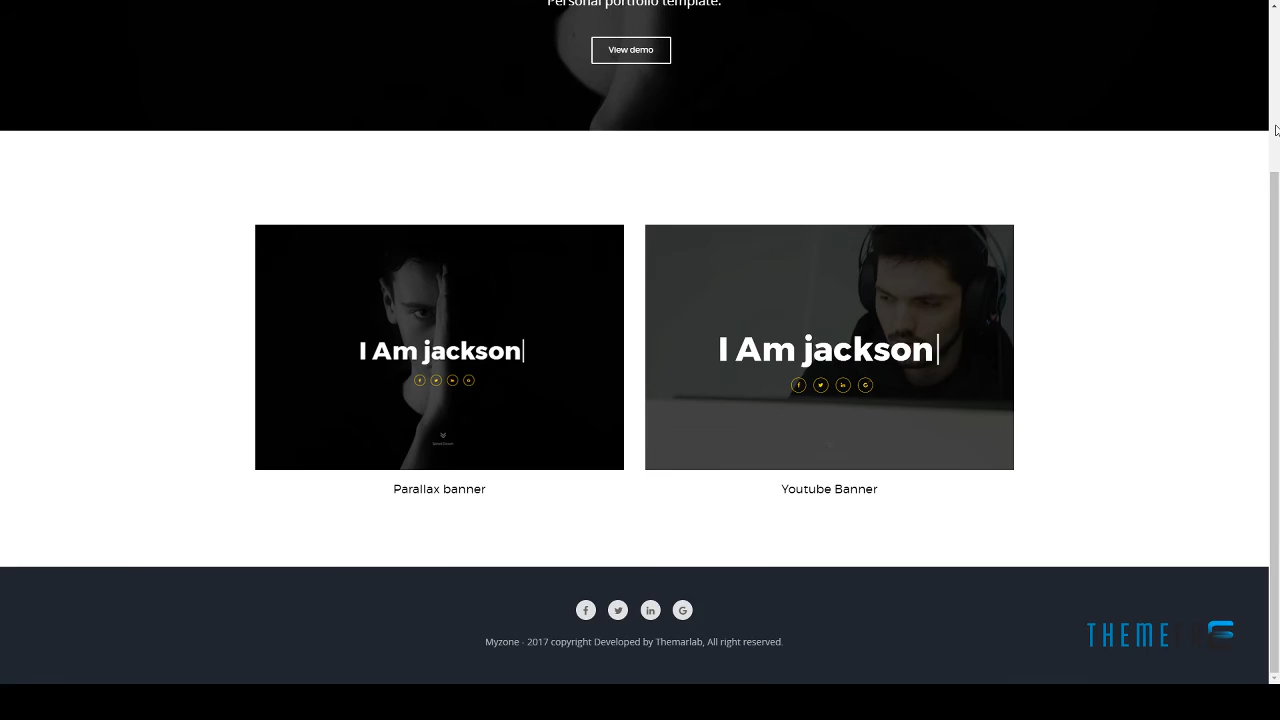 Personal portfolio template.
View demo
I Am jackson
I Am jackson
Parallax banner
Youtube Banner
Myzone - 2017 copyright Developed by Themarlab, All right reserved.
THEME